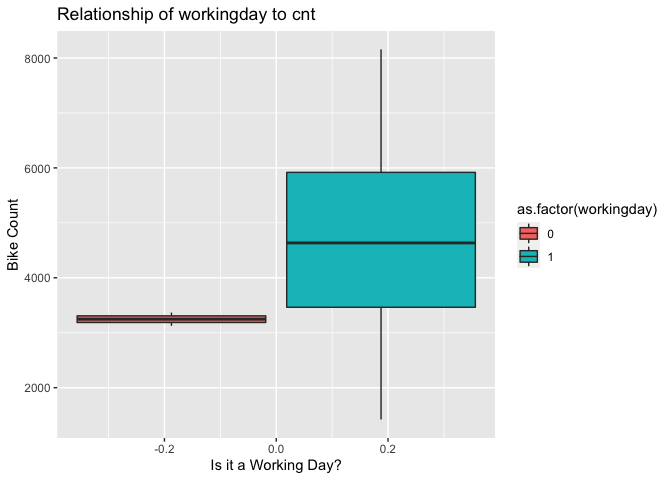 Relationship of workingday to cnt
8000
6000
4000
2000
Bike Count
-0.2
0.0
0.2
Is it a Working Day?
as.factor(workingday)
0
1